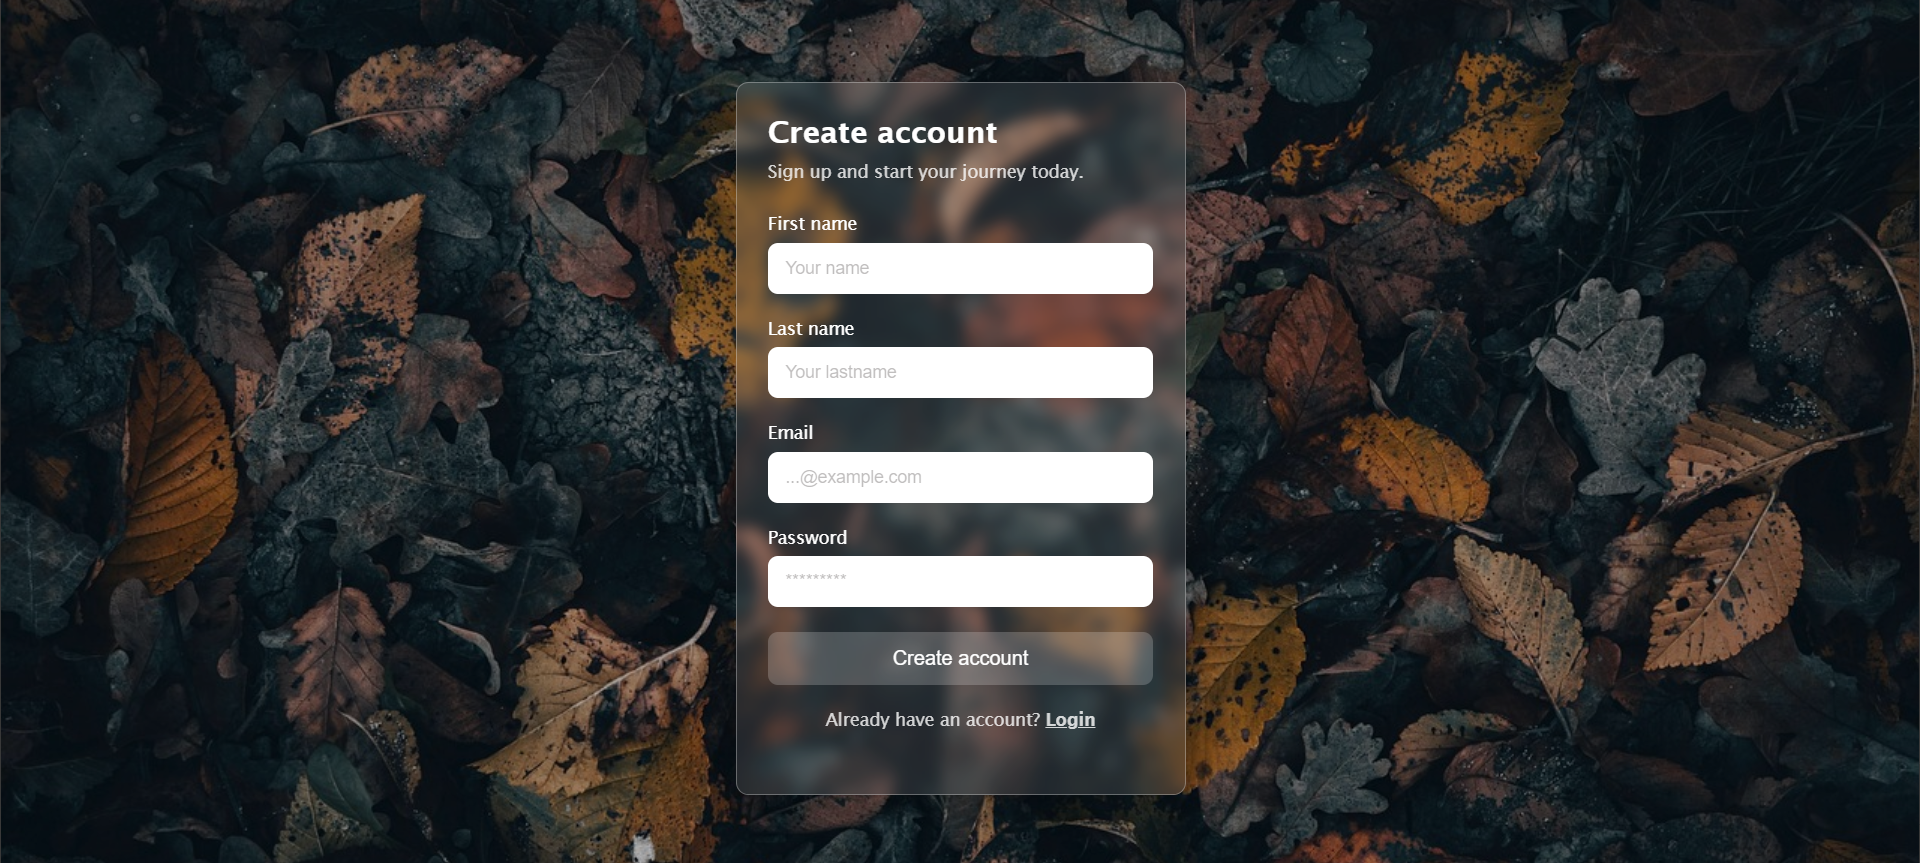 Create account
Sign up and start your journey today.
First name
Your name
Last name
Your lastname
Email
...@example.com
Password
*********
Create account
Already have an account? Login